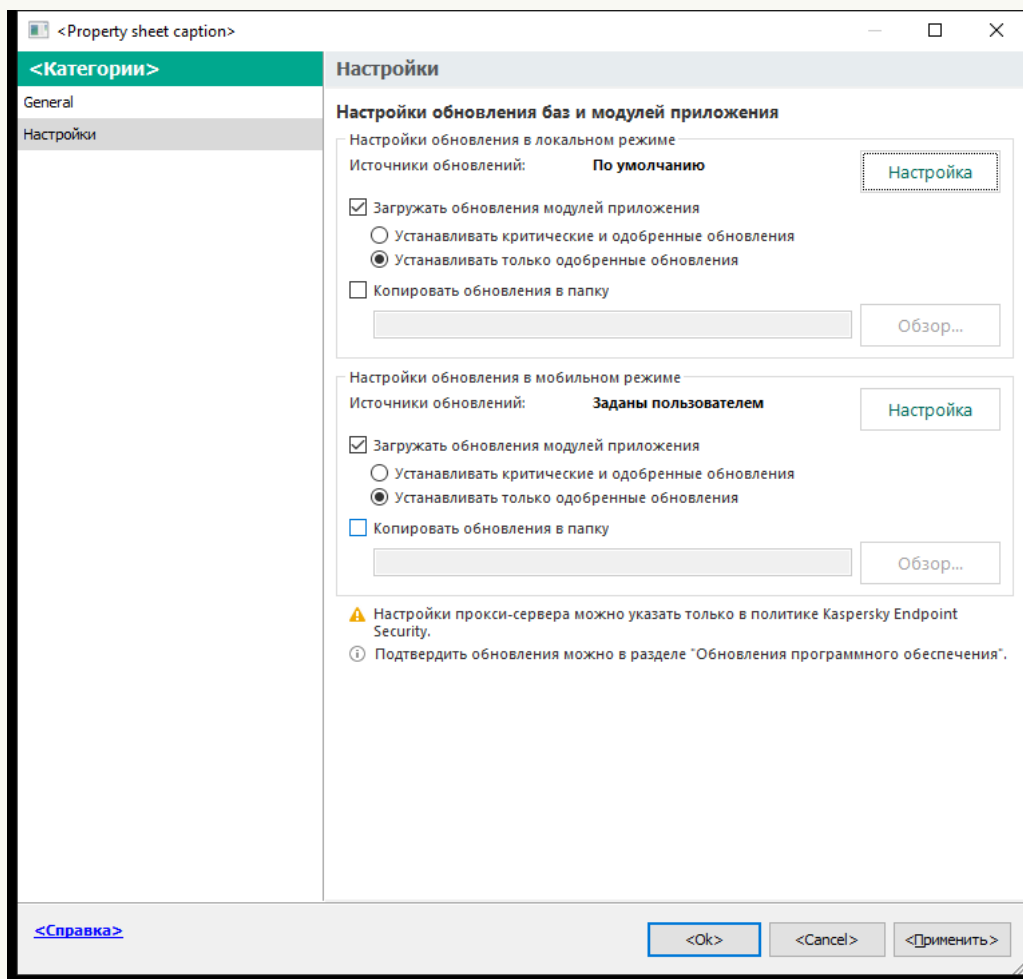 <Property sheet caption>
<Категории>
General
Настройки
Настройки
Настройки обновления баз и модулей приложения
Настройки обновления в локальном режиме
Источники обновлений: По умолчанию
Настройка
Загружать обновления модулей приложения
Устанавливать критические и одобренные обновления
Устанавливать только одобренные обновления
Копировать обновления в папку
Обзор...
Настройки обновления в мобильном режиме
Источники обновлений: Заданы пользователем
Настройка
Загружать обновления модулей приложения
Устанавливать критические и одобренные обновления
Устанавливать только одобренные обновления
Копировать обновления в папку
Обзор...
Настройки прокси-сервера можно указать только в политике Kaspersky Endpoint
Security.
Подтвердить обновления можно в разделе "Обновления программного обеспечения".
<Справка>
<Ok> <Cancel> <Применить>